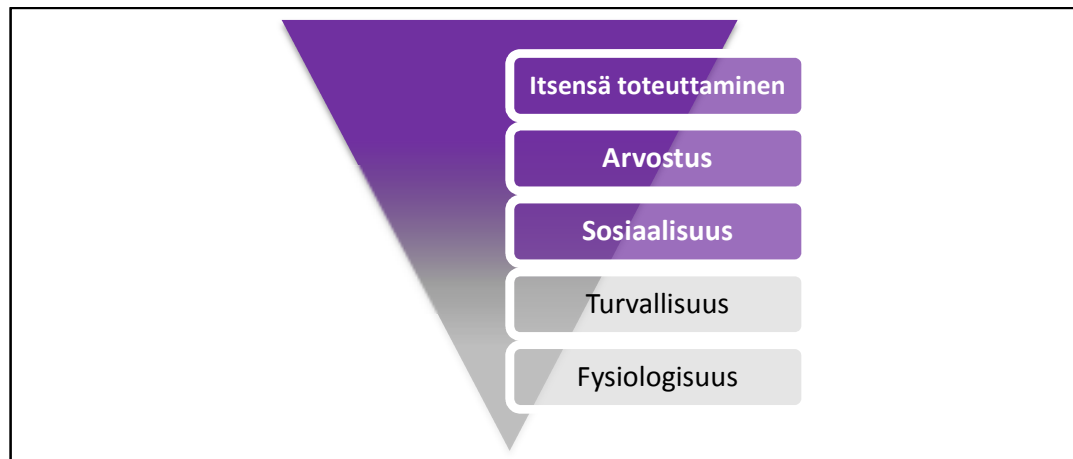 Itsensä toteuttaminen
Arvostus
Sosiaalisuus
Turvallisuus
Fysiologisuus